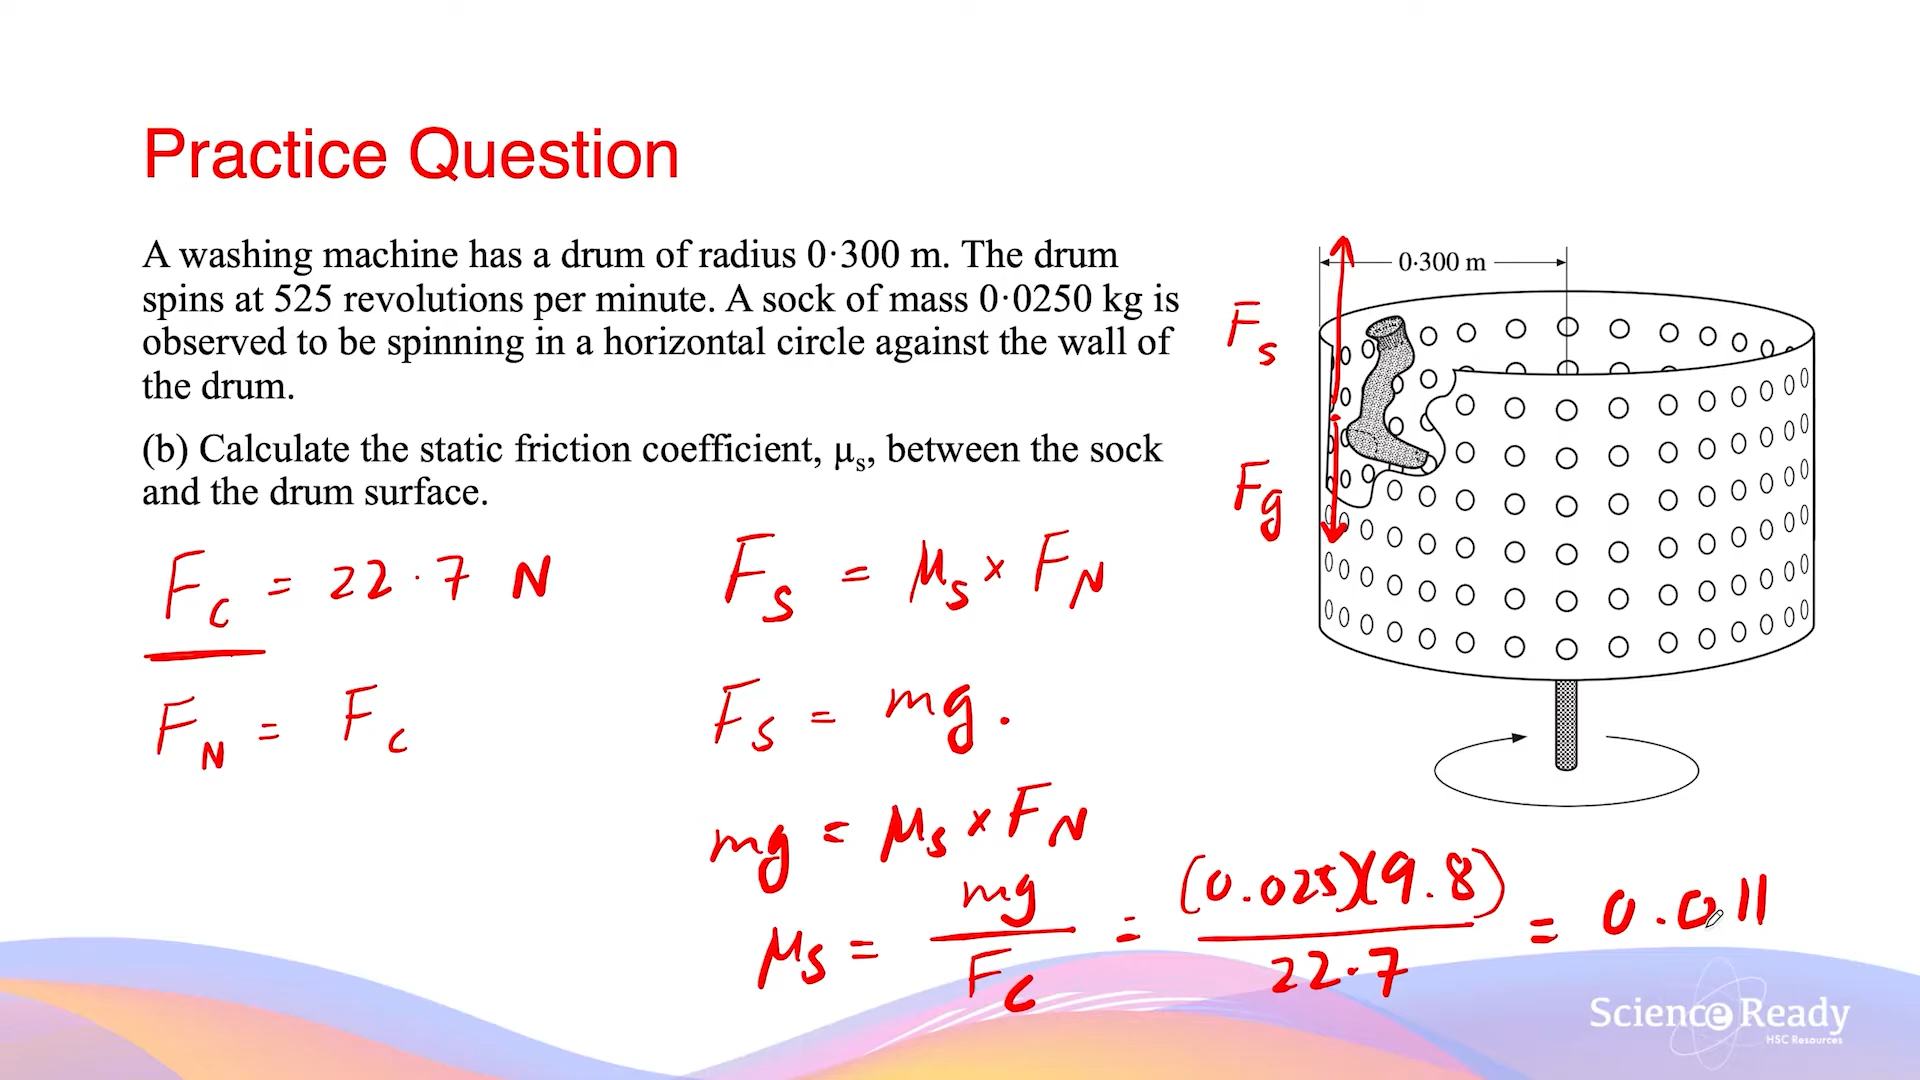 Practice Question
A washing machine has a drum of radius 0·300 m. The drum
spins at 525 revolutions per minute. A sock of mass 0·0250 kg is
observed to be spinning in a horizontal circle against the wall of
the drum.
(b) Calculate the static friction coefficient, μs, between the sock
and the drum surface.
0·300 m
Fs
Fg
Fc = 22.7 N
FN = Fc
Fs = μs × FN
Fs = mg.
mg = μs × FN
μs = mg / Fc = (0.025)(9.8) / 22.7 = 0.011
Science Ready
HSC Resources